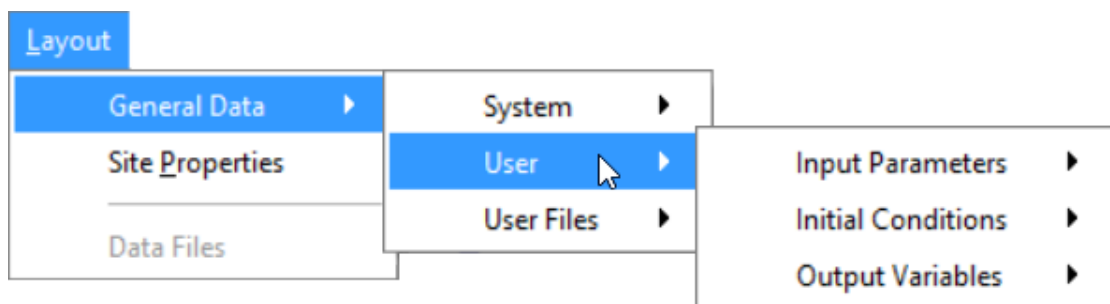 Layout
General Data
Site Properties
Data Files
System
User
User Files
Input Parameters
Initial Conditions
Output Variables